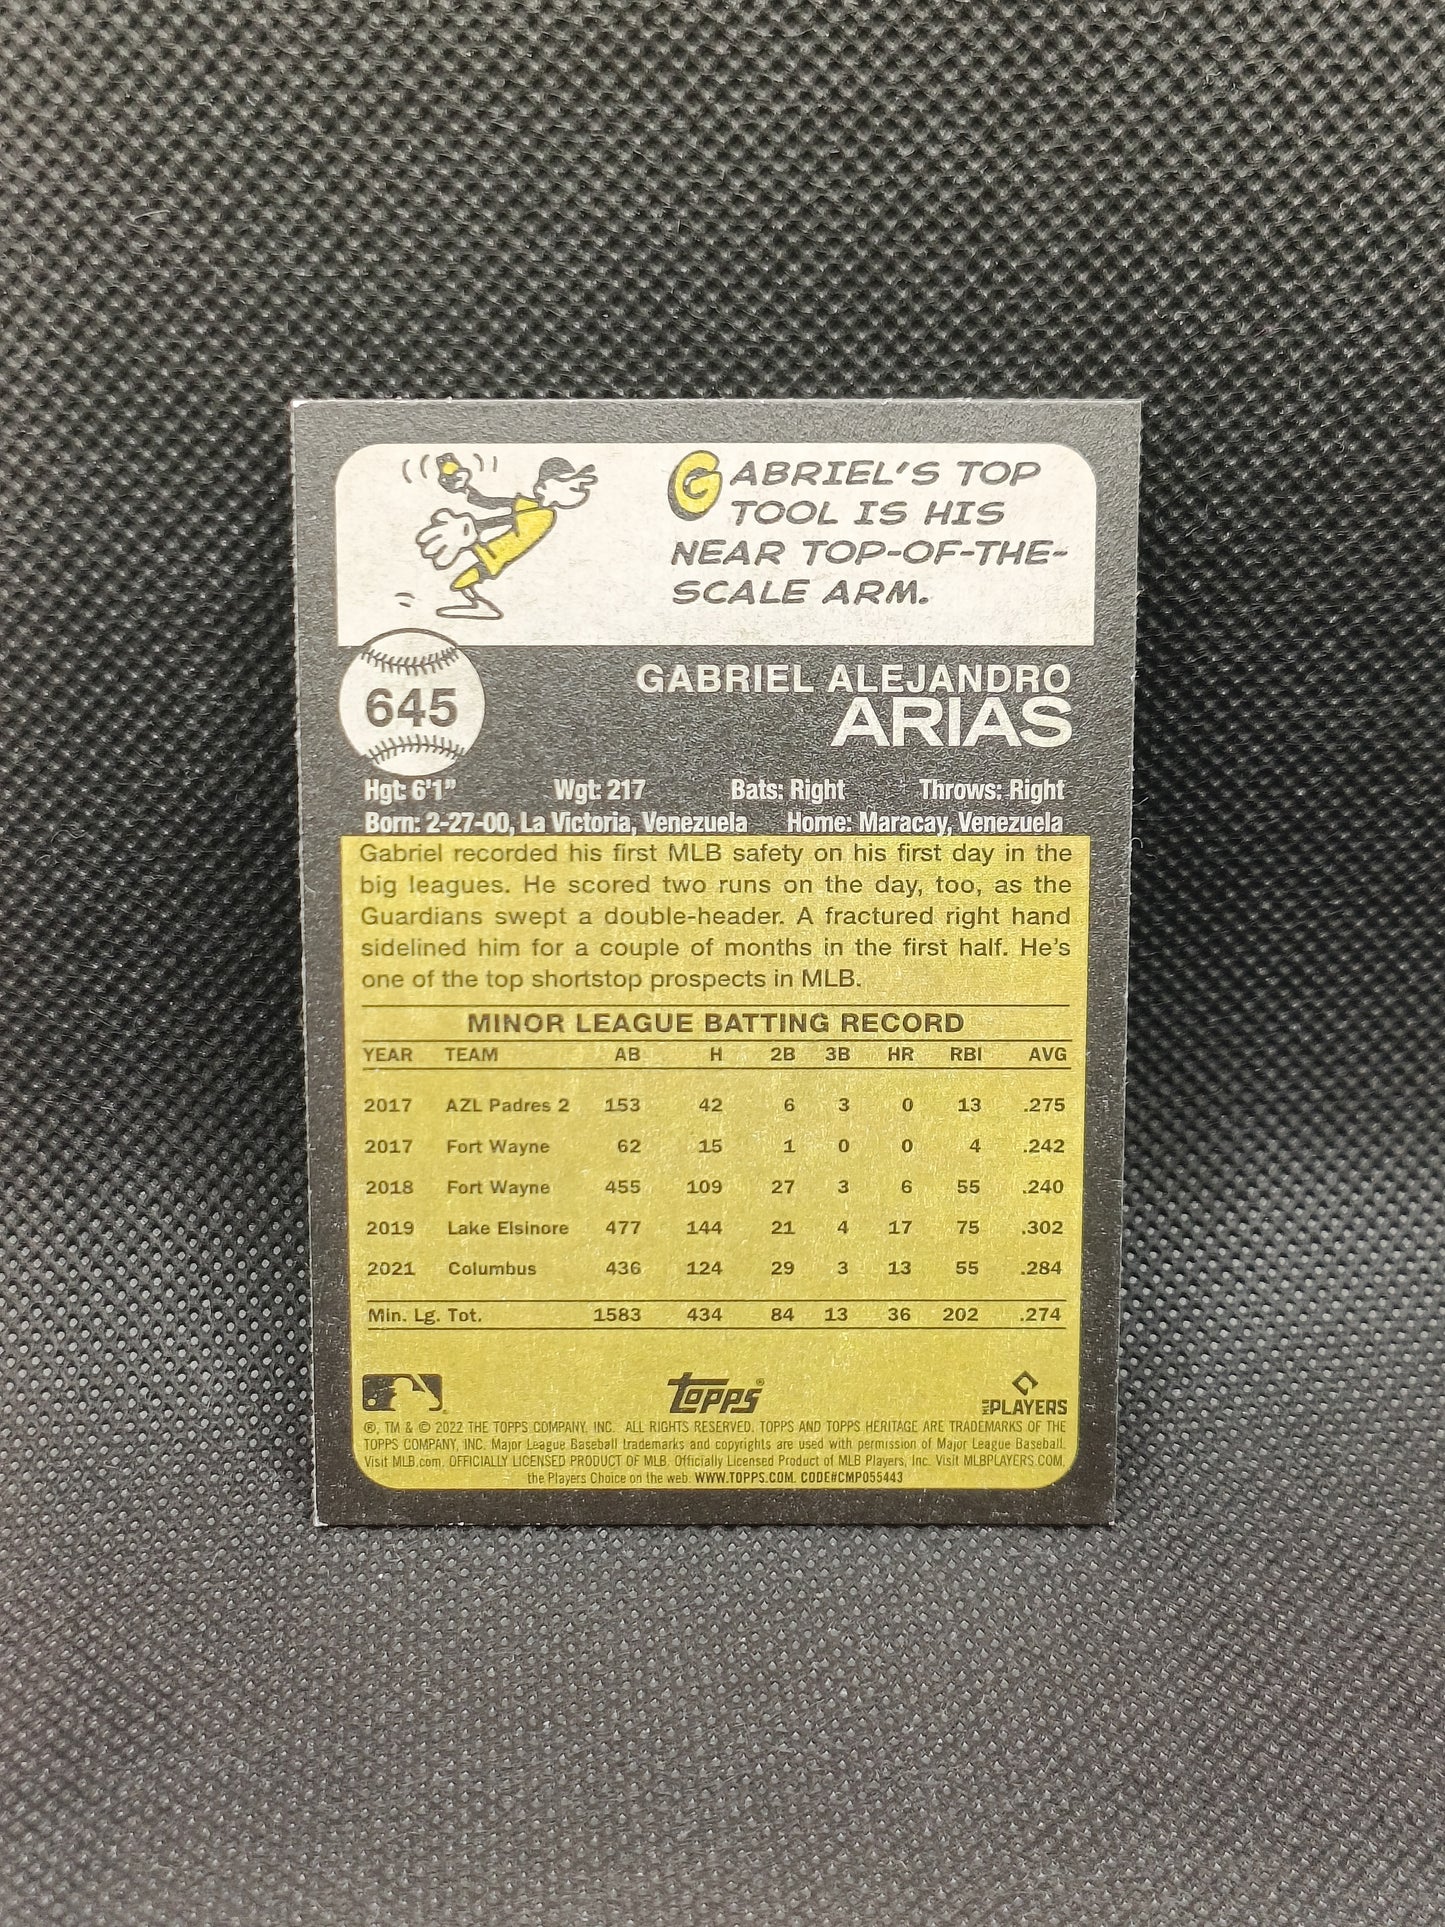 GABRIEL'S TOP
TOOL IS HIS
NEAR TOP-OF-THE-
SCALE ARM.
645
GABRIEL ALEJANDRO
ARIAS
Hgt: 6'1" Wgt: 217 Bats: Right Throws: Right
Born: 2-27-00, La Victoria, Venezuela Home: Maracay, Venezuela
Gabriel recorded his first MLB safety on his first day in the
big leagues. He scored two runs on the day, too, as the
Guardians swept a double-header. A fractured right hand
sidelined him for a couple of months in the first half. He's
one of the top shortstop prospects in MLB.
MINOR LEAGUE BATTING RECORD
YEAR TEAM AB H 2B 3B HR RBI AVG
2017 AZL Padres 2 153 42 6 3 0 13 .275
2017 Fort Wayne 62 15 1 0 0 4 .242
2018 Fort Wayne 455 109 27 3 6 55 .240
2019 Lake Elsinore 477 144 21 4 17 75 .302
2021 Columbus 436 124 29 3 13 55 .284
Min. Lg. Tot. 1583 434 84 13 36 202 .274
TOPPS®
MLB PLAYERS
®, TM & © 2022 THE TOPPS COMPANY, INC. ALL RIGHTS RESERVED. TOPPS AND TOPPS HERITAGE ARE TRADEMARKS OF THE
TOPPS COMPANY, INC. Major League Baseball trademarks and copyrights are used with permission of Major League Baseball.
Visit MLB.com. OFFICIALLY LICENSED PRODUCT OF MLB. Officially Licensed Product of MLB Players, Inc. Visit MLBPLAYERS.COM,
the Players Choice on the web. WWW.TOPPS.COM. CODE#CMP055443